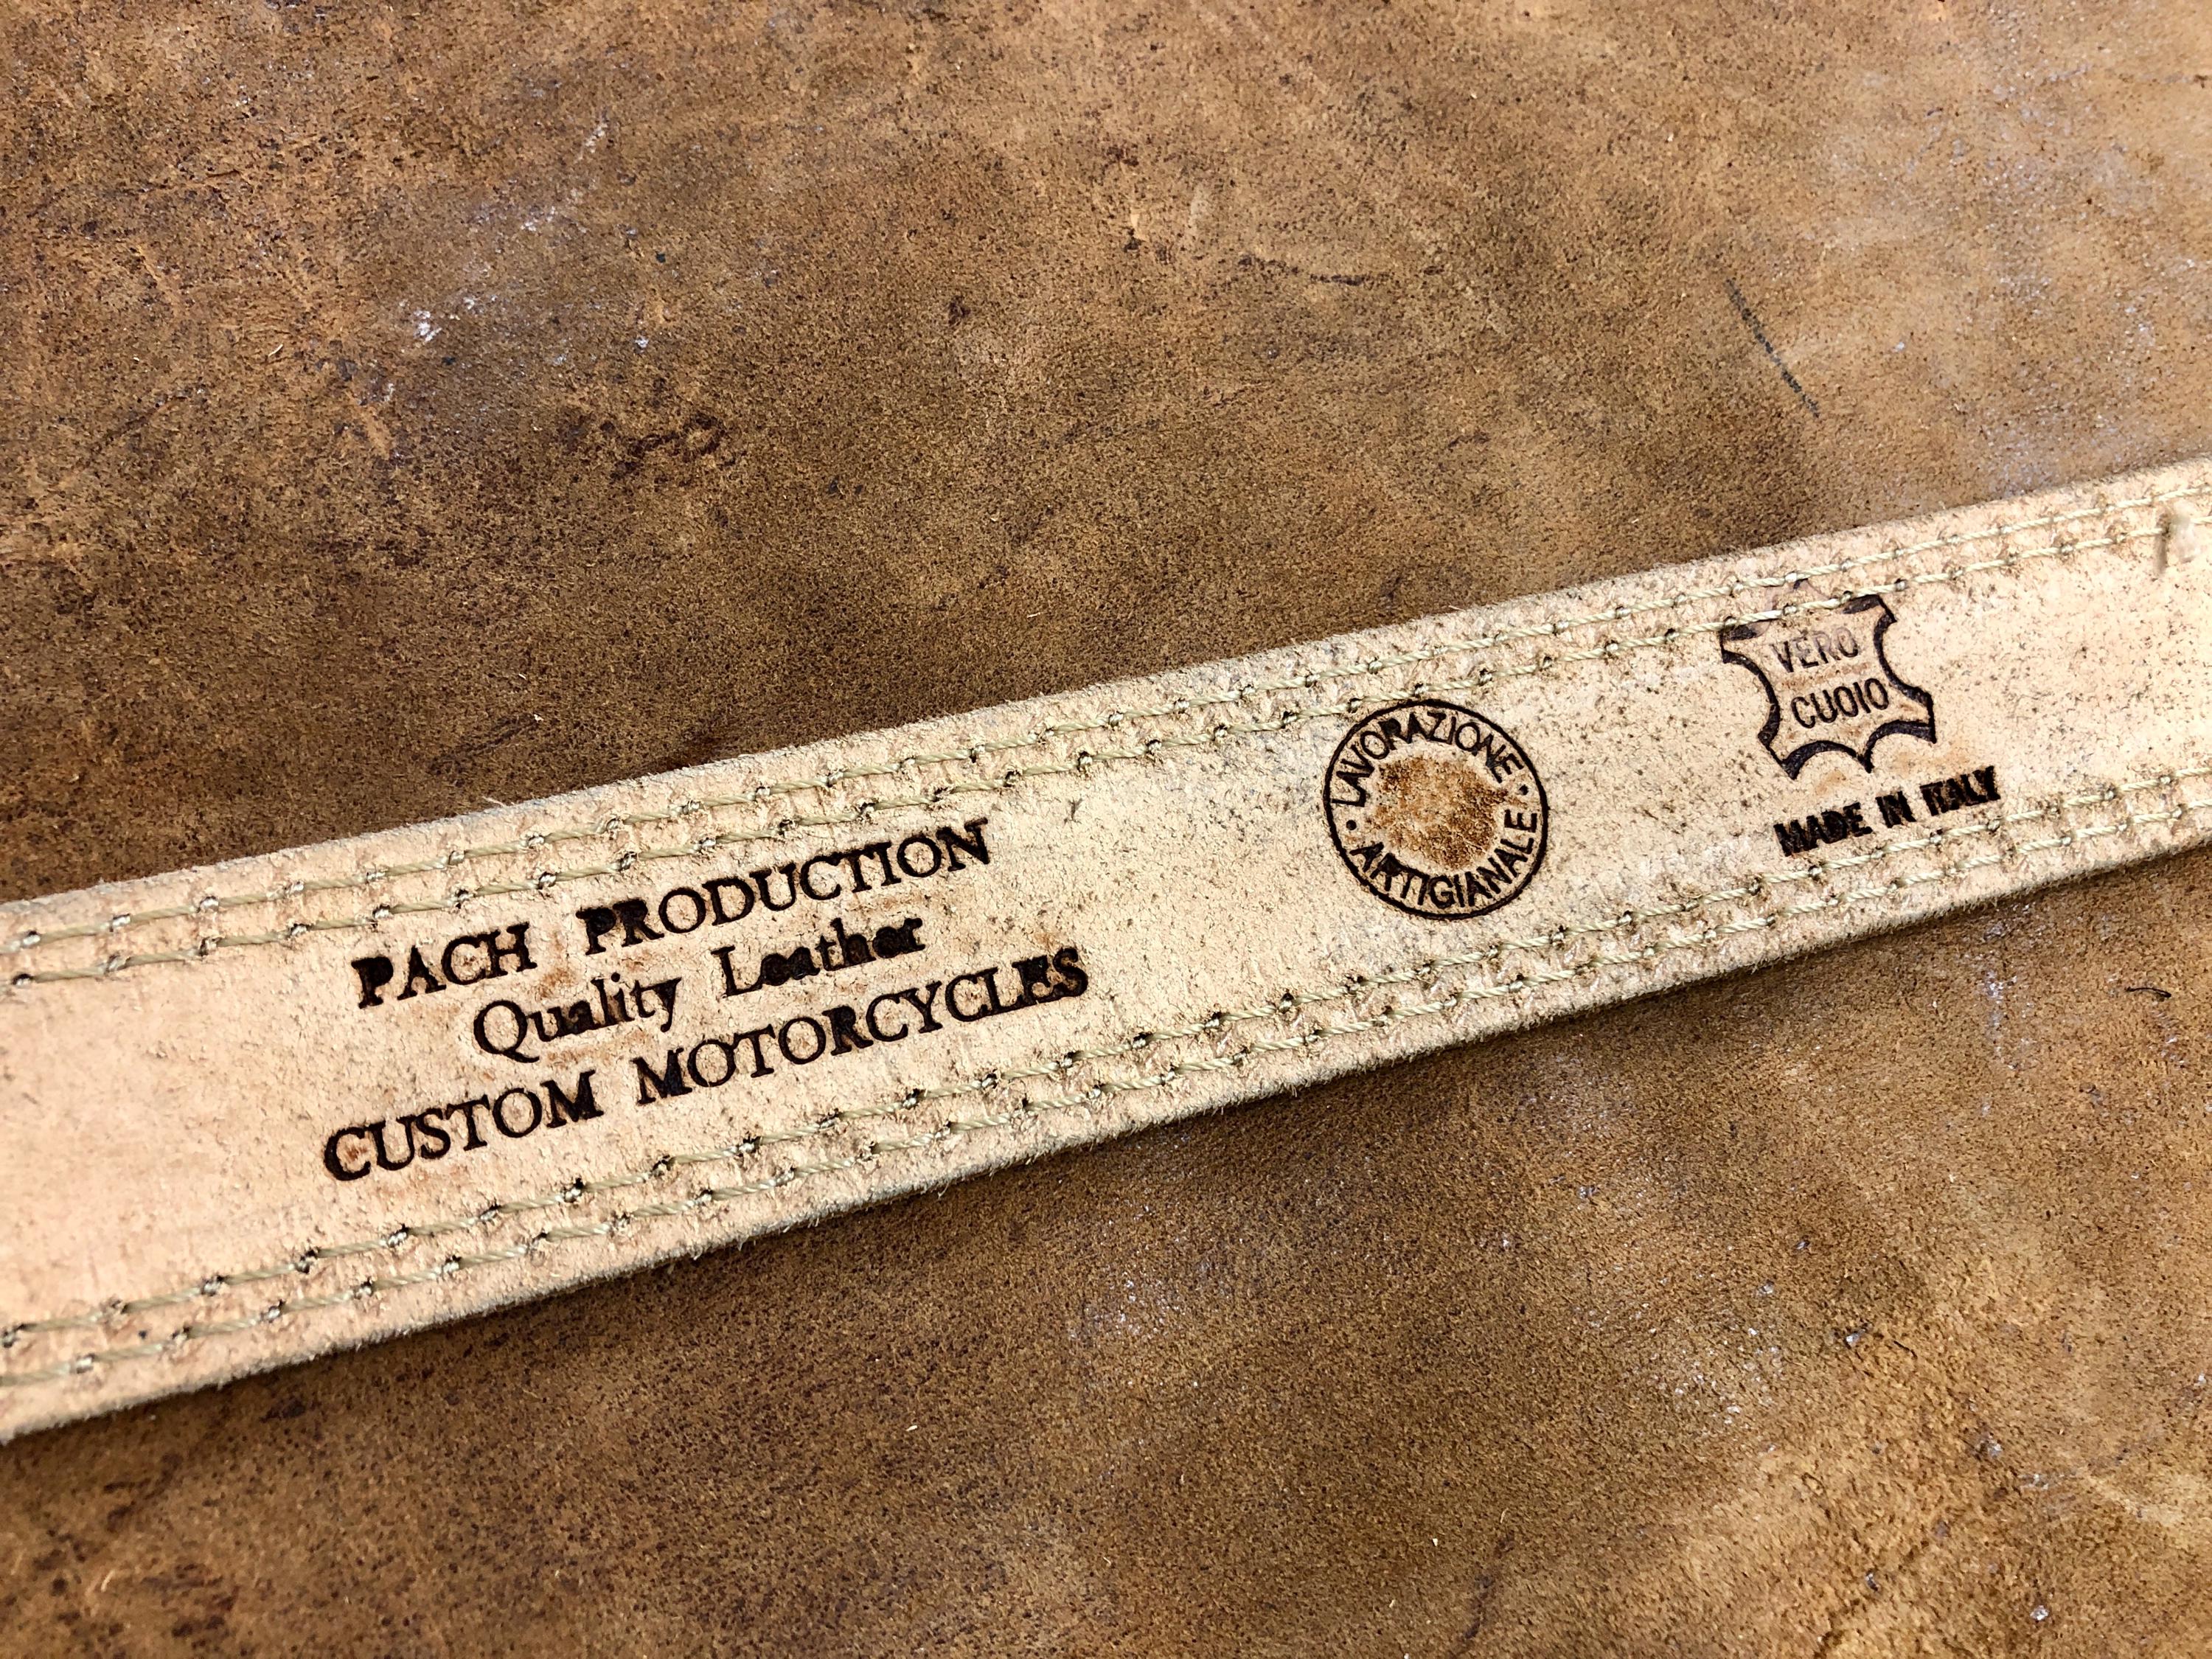 PACH PRODUCTION
Quality Leather
CUSTOM MOTORCYCLES
· LAVORAZIONE ·
ARTIGIANALE
VERO
CUOIO
MADE IN ITALY